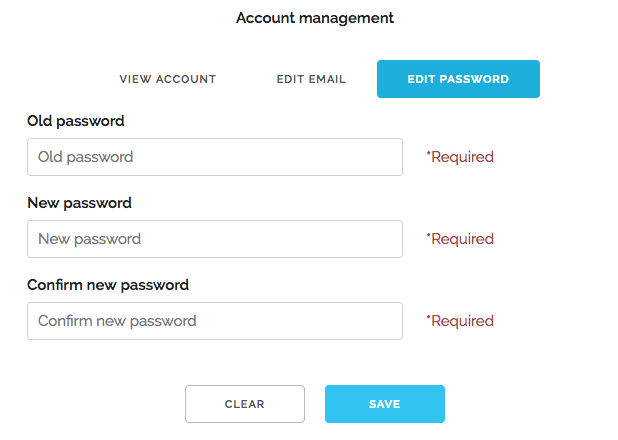 Account management
VIEW ACCOUNT EDIT EMAIL EDIT PASSWORD
Old password
Old password *Required
New password
New password *Required
Confirm new password
Confirm new password *Required
CLEAR SAVE